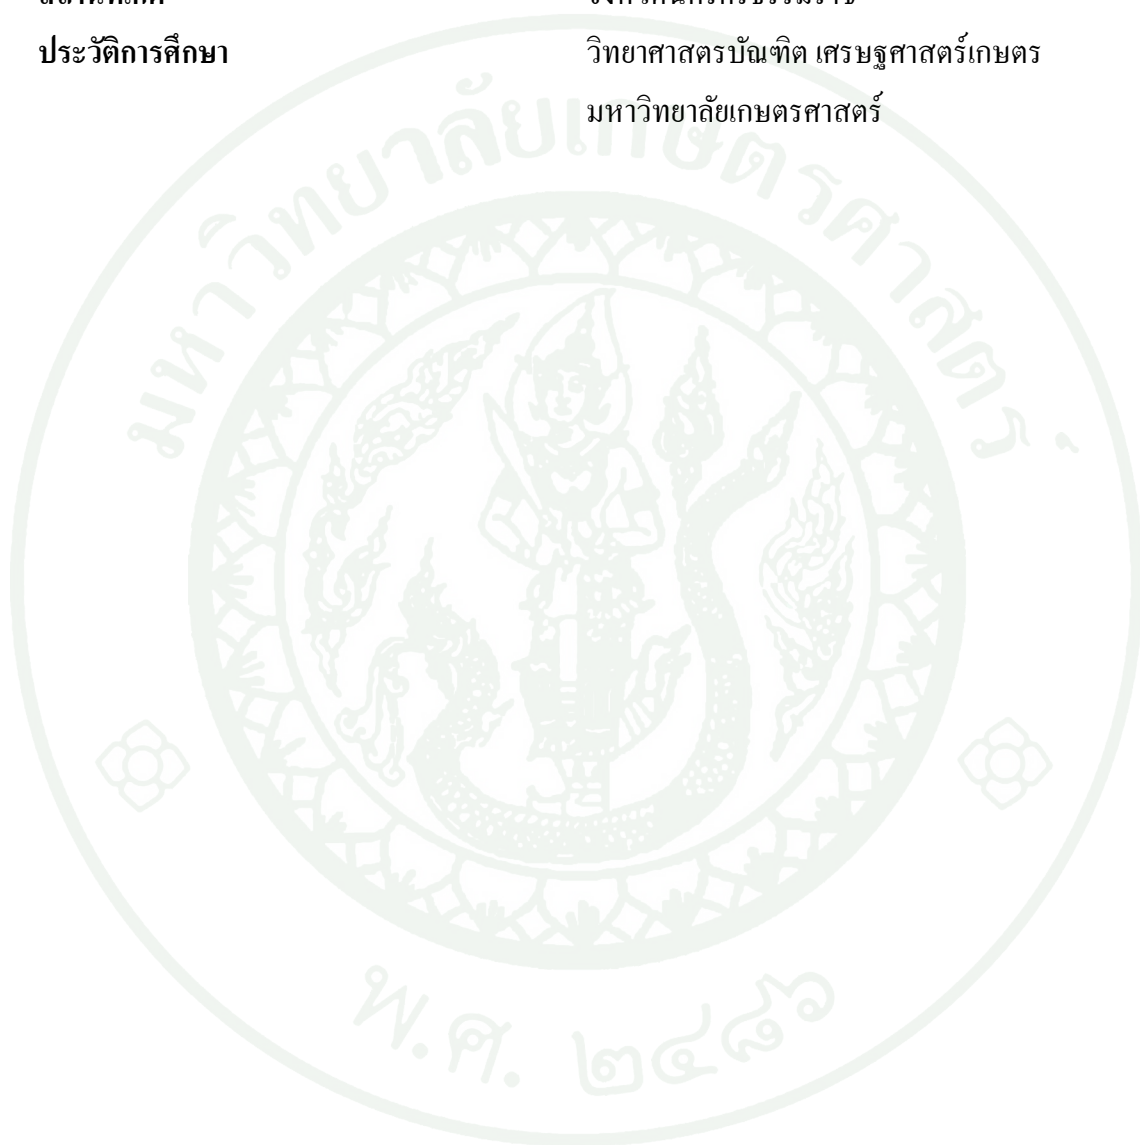 ประวัติการศึกษา วิทยาศาสตรบัณฑิต เศรษฐศาสตร์เกษตร
มหาวิทยาลัยเกษตรศาสตร์
มหาวิทยาลัยเกษตรศาสตร์
พ.ศ. ๒๔๘๖